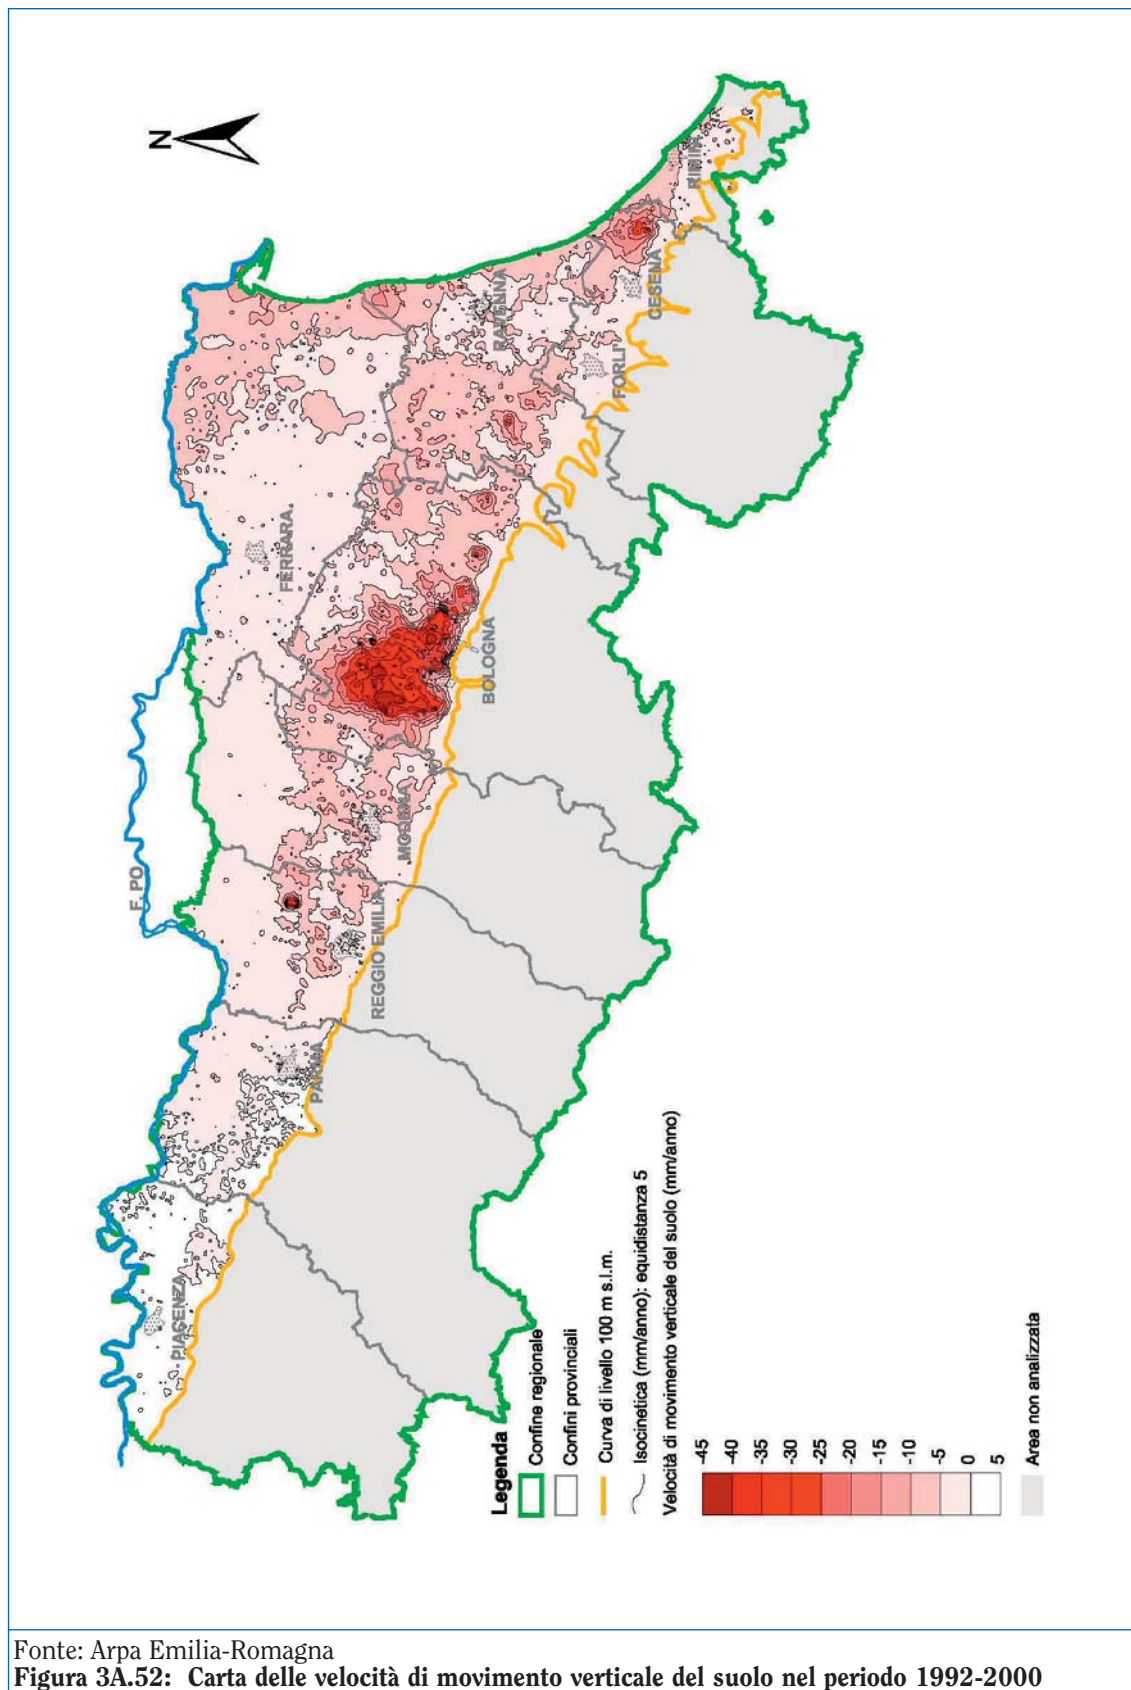 N
F. PO
PIACENZA
PARMA
REGGIO EMILIA
MODENA
BOLOGNA
FERRARA
RAVENNA
FORLI'
CESENA
RIMINI
Legenda
Confine regionale
Confini provinciali
Curva di livello 100 m s.l.m.
Isocinetica (mm/anno): equidistanza 5
Velocità di movimento verticale del suolo (mm/anno)
-45
-40
-35
-30
-25
-20
-15
-10
-5
0
5
Area non analizzata
Fonte: Arpa Emilia-Romagna
Figura 3A.52: Carta delle velocità di movimento verticale del suolo nel periodo 1992-2000